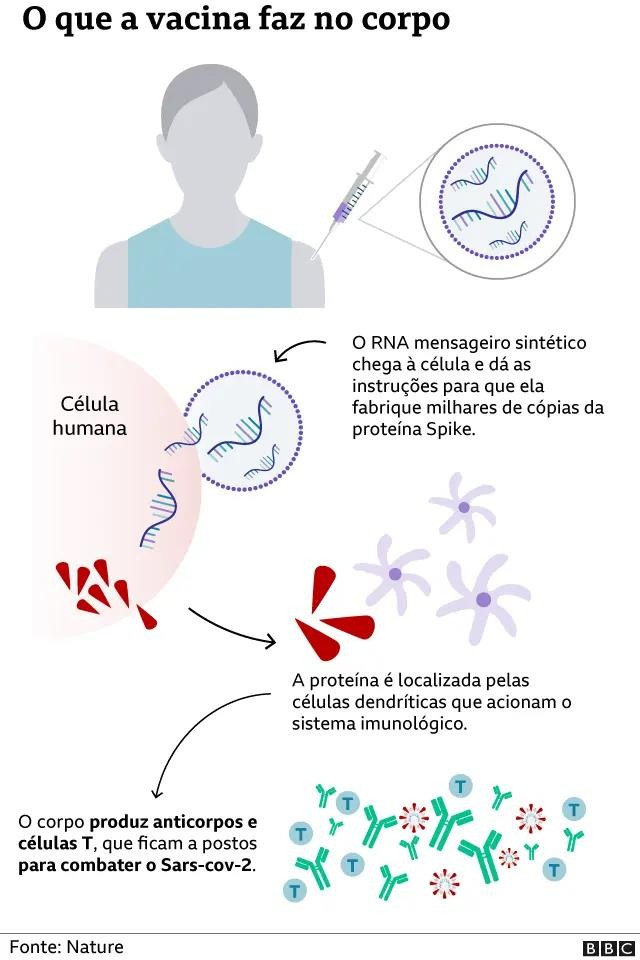 O que a vacina faz no corpo
O RNA mensageiro sintético
chega à célula e dá as
instruções para que ela
fabrique milhares de cópias da
proteína Spike.
Célula
humana
A proteína é localizada pelas
células dendríticas que acionam o
sistema imunológico.
O corpo produz anticorpos e
células T, que ficam a postos
para combater o Sars-cov-2.
T
T
T
T
T
T
T
Fonte: Nature
BBC